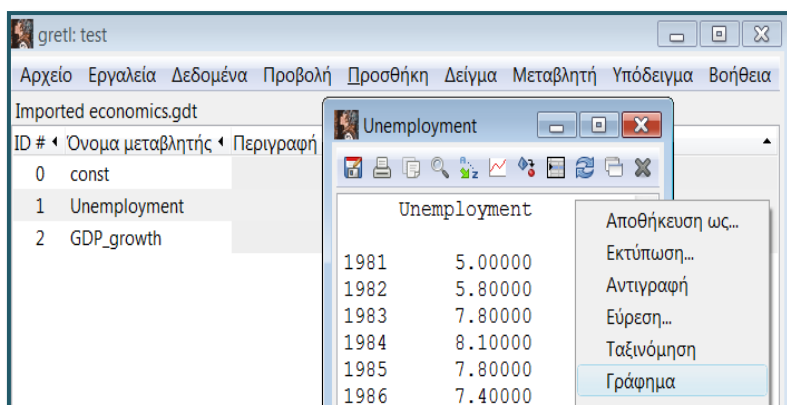 gretl: test
Αρχείο Εργαλεία Δεδομένα Προβολή Προσθήκη Δείγμα Μεταβλητή Υπόδειγμα Βοήθεια
Imported economics.gdt
ID # Όνομα μεταβλητής Περιγραφή
0 const
1 Unemployment
2 GDP_growth
Unemployment
Unemployment
1981 5.00000
1982 5.80000
1983 7.80000
1984 8.10000
1985 7.80000
1986 7.40000
Αποθήκευση ως...
Εκτύπωση...
Αντιγραφή
Εύρεση...
Ταξινόμηση
Γράφημα